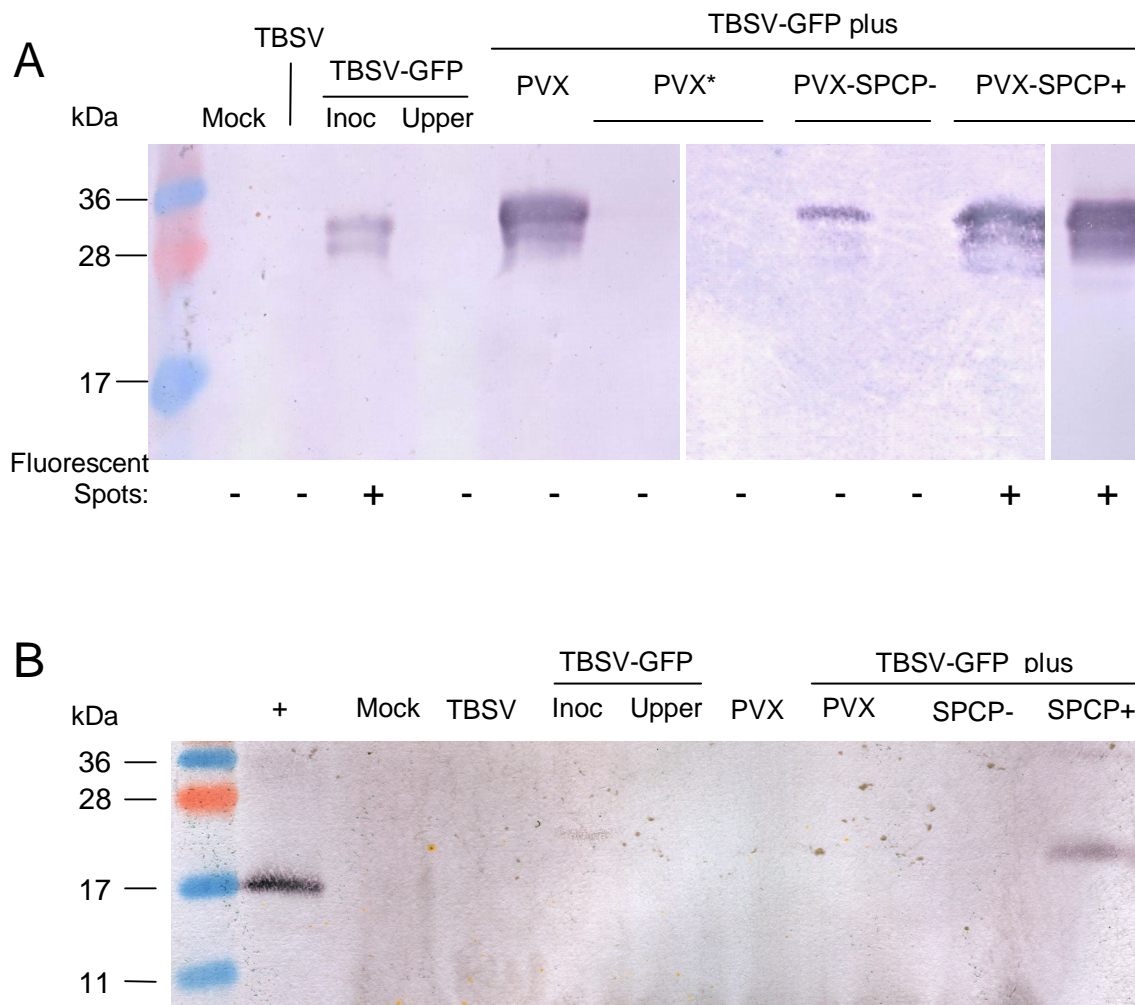 A
TBSV
TBSV-GFP plus
TBSV-GFP
PVX
PVX*
PVX-SPCP-
PVX-SPCP+
kDa
Mock
Inoc
Upper
36
28
17
Fluorescent
Spots:
- - + - - - - - - + +
B
TBSV-GFP
TBSV-GFP plus
kDa
+
Mock
TBSV
Inoc
Upper
PVX
PVX
SPCP-
SPCP+
36
28
17
11